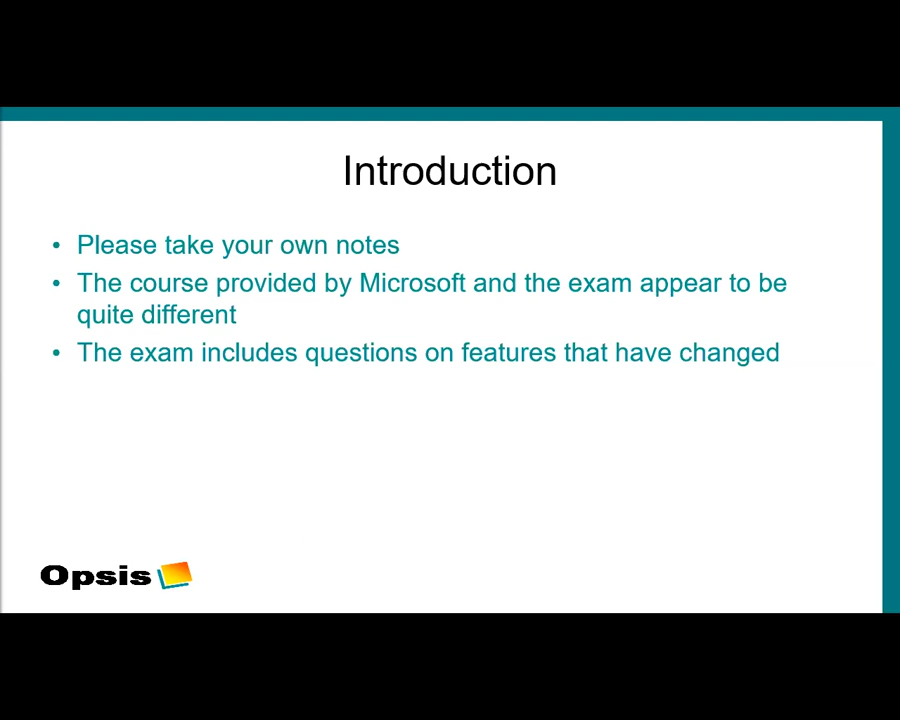 Introduction
• Please take your own notes
• The course provided by Microsoft and the exam appear to be
quite different
• The exam includes questions on features that have changed
Opsis